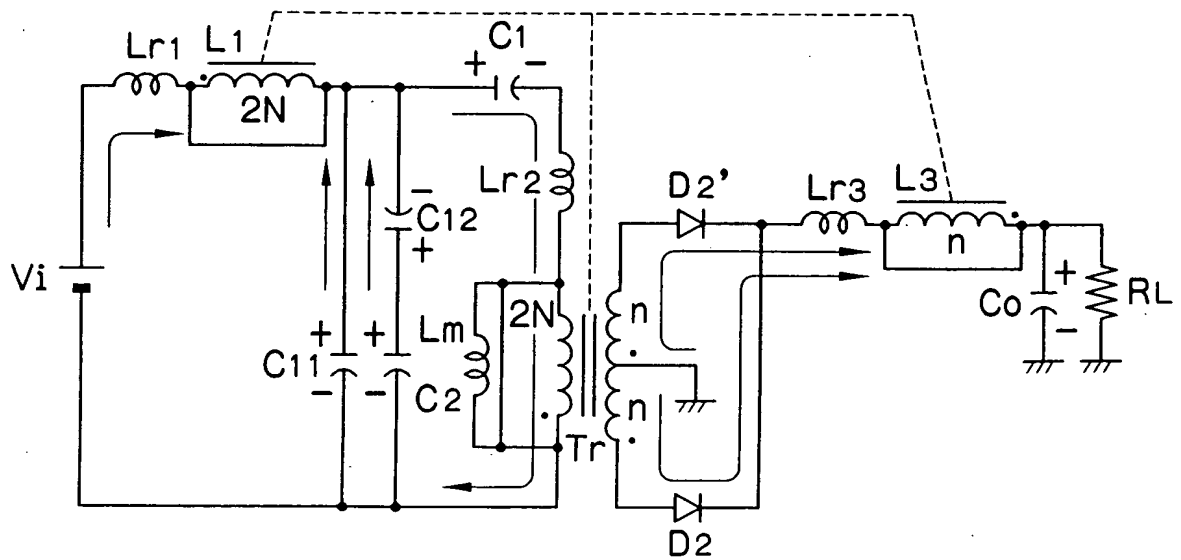 Lr1
L1
2N
C1
+ -
Lr2
D2'
Lr3
L3
n
-
C12
+
Vi
Lm
2N
n
Co
+
-
RL
C11
+
-
+
-
C2
n
Tr
D2